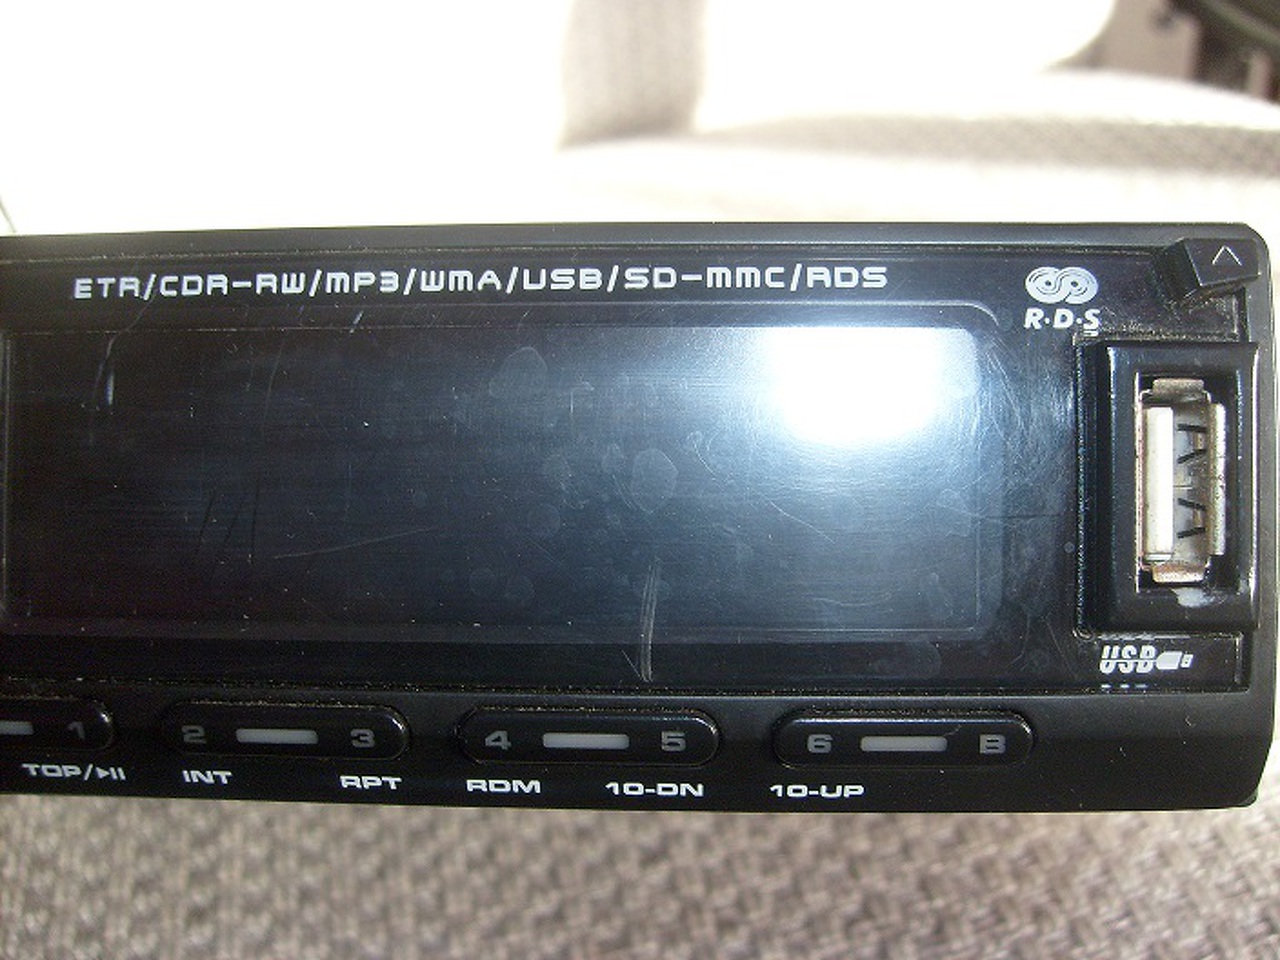 ETR/CDR-RW/MP3/WMA/USB/SD-MMC/RDS
R·D·S
USB
1 2 3 4 5 6 B
TOP/ INT RPT RDM 10-DN 10-UP